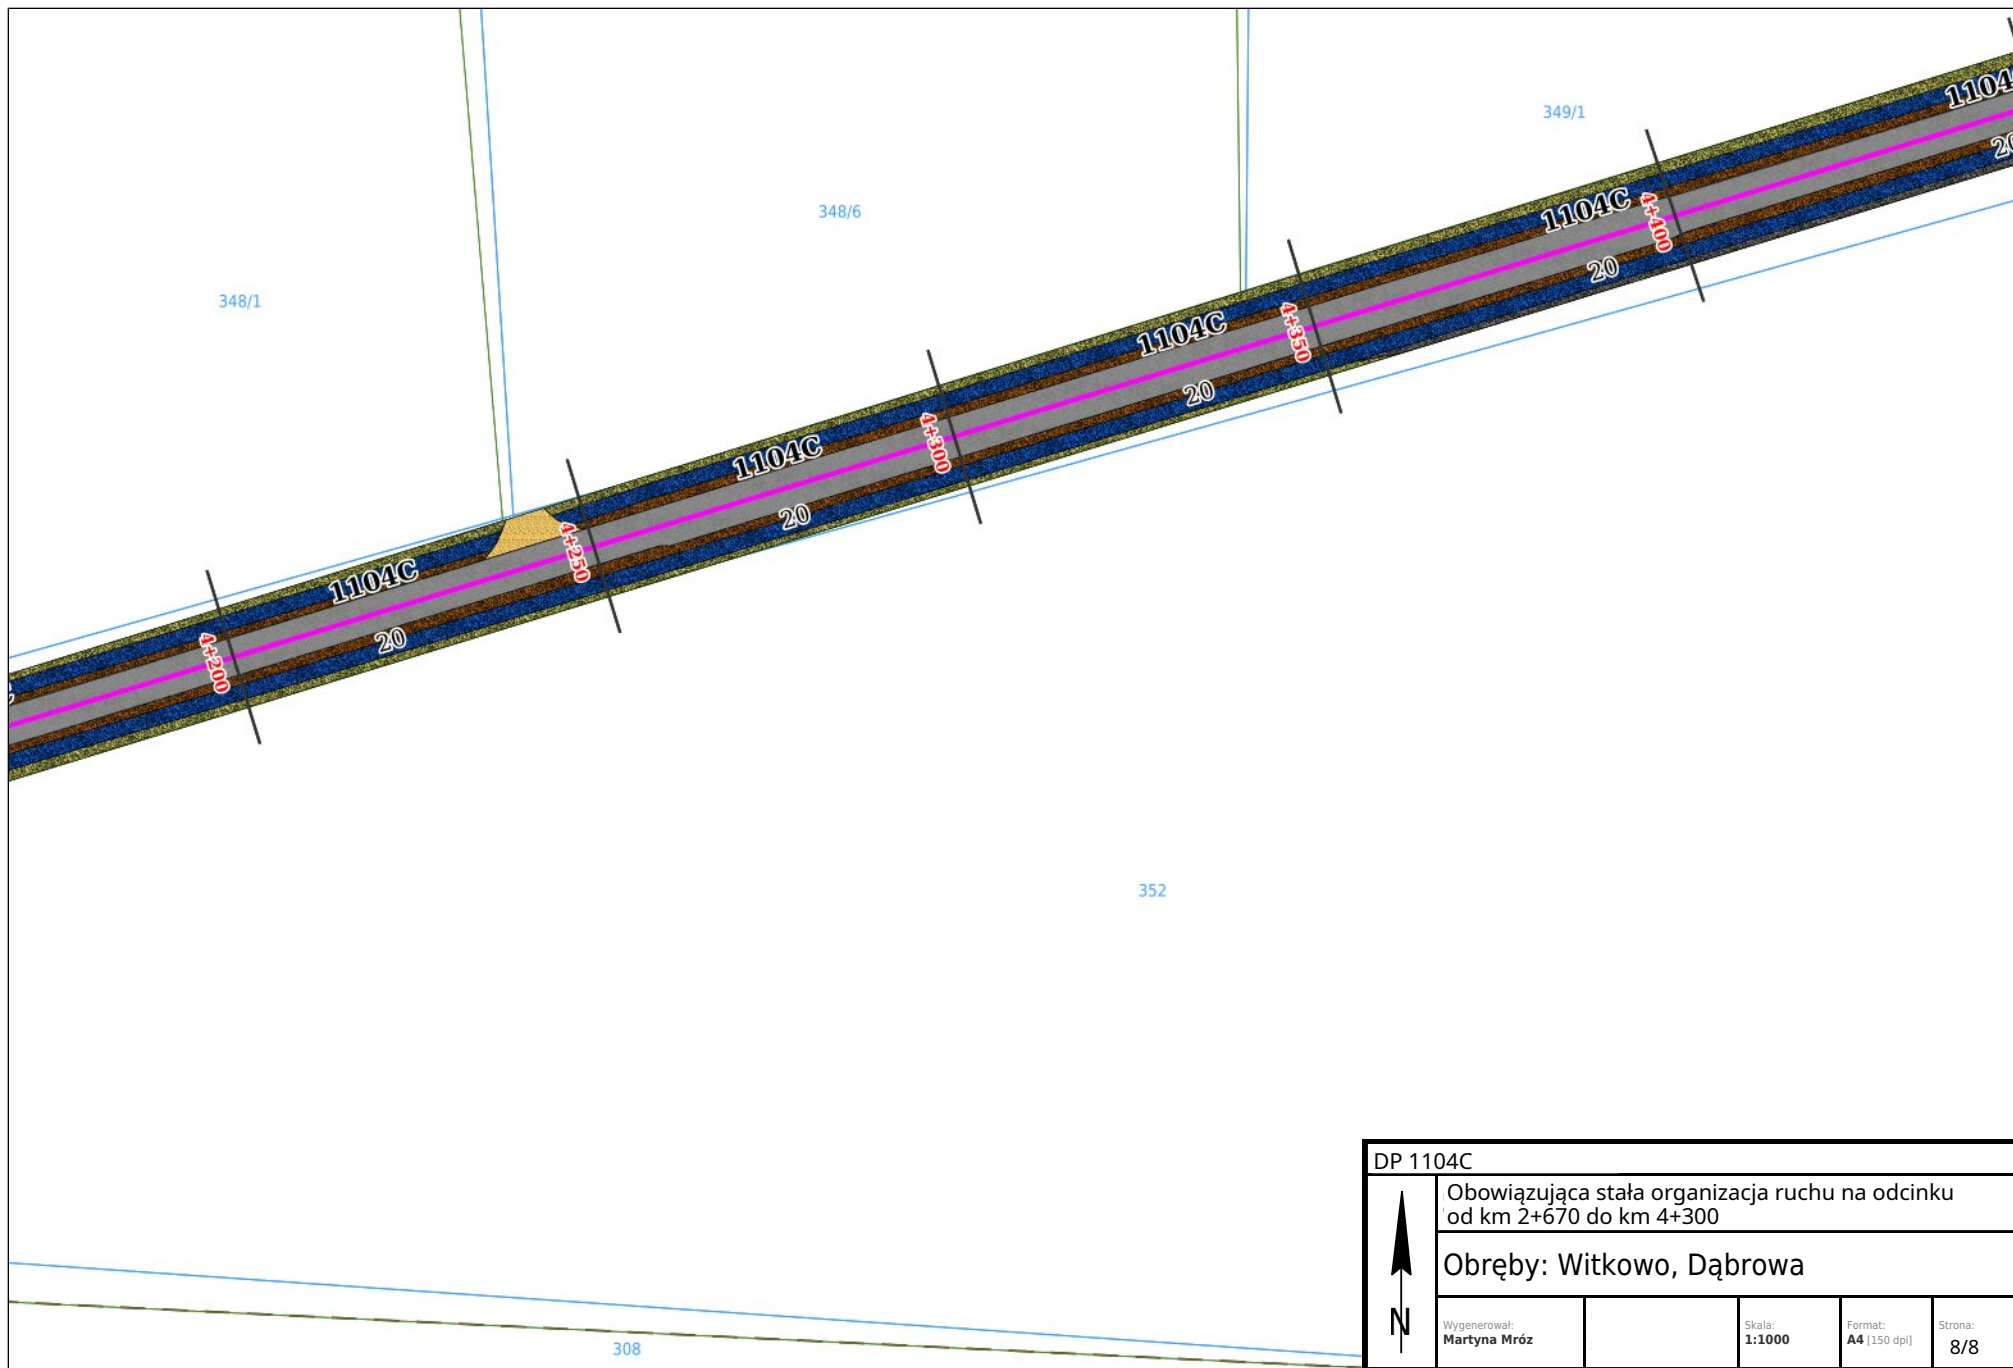 1104
20
349/1
4+400
1104C
20
348/6
4+350
1104C
20
348/1
4+300
1104C
20
4+250
1104C
20
4+200
352
308
DP 1104C
Obowiązująca stała organizacja ruchu na odcinku
od km 2+670 do km 4+300
Obręby: Witkowo, Dąbrowa
N
Wygenerował:
Martyna Mróz
Skala:
1:1000
Format:
A4 [150 dpi]
Strona:
8/8